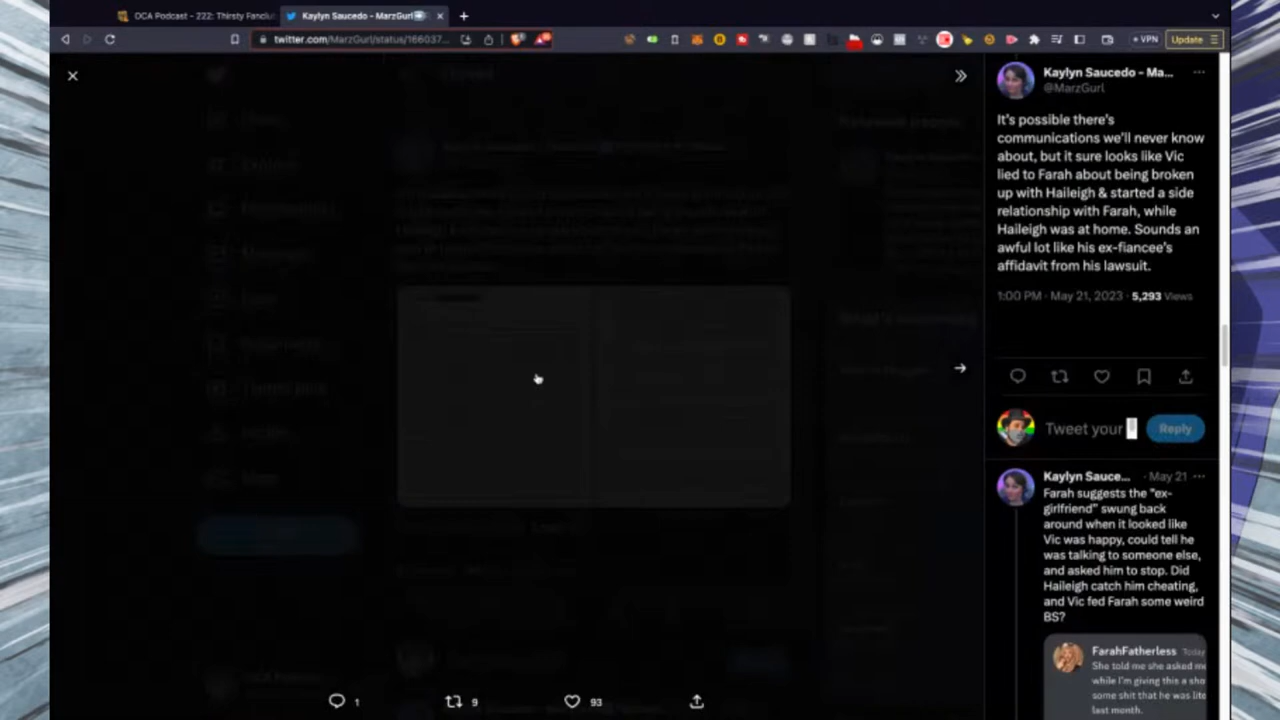 OCA Podcast - 222: Thirsty Fanclu
Kaylyn Saucedo - MarzGurl
twitter.com/MarzGurl/status/166037...
VPN
Update
Kaylyn Saucedo - Ma...
@MarzGurl
It's possible there's
communications we'll never know
about, but it sure looks like Vic
lied to Farah about being broken
up with Haileigh & started a side
relationship with Farah, while
Haileigh was at home. Sounds an
awful lot like his ex-fiancee's
affidavit from his lawsuit.
1:00 PM · May 21, 2023 · 5,293 Views
Tweet your
Reply
Kaylyn Sauce... · May 21
Farah suggests the "ex-
girlfriend" swung back
around when it looked like
Vic was happy, could tell he
was talking to someone else,
and asked him to stop. Did
Haileigh catch him cheating,
and Vic fed Farah some weird
BS?
FarahFatherless Today
She told me she asked me
while I'm giving this a sho
some shit that he was lite
last month.
1
9
93